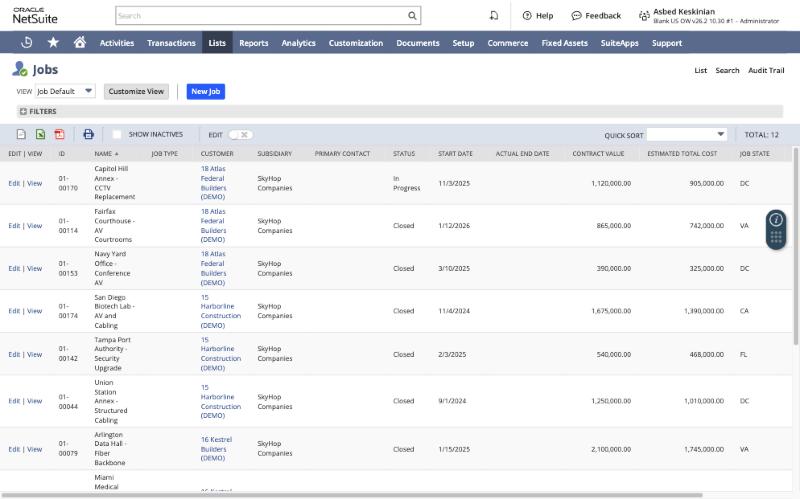 ORACLE
NetSuite
Search
Help
Feedback
Asbed Keskinian
Blank US OW v26.2 10.30 #1 - Administrator
Activities Transactions Lists Reports Analytics Customization Documents Setup Commerce Fixed Assets SuiteApps Support
Jobs
List Search Audit Trail
VIEW Job Default Customize View New Job
FILTERS
SHOW INACTIVES EDIT QUICK SORT TOTAL: 12
EDIT | VIEW ID NAME JOB TYPE CUSTOMER SUBSIDIARY PRIMARY CONTACT STATUS START DATE ACTUAL END DATE CONTRACT VALUE ESTIMATED TOTAL COST JOB STATE
Edit | View 01-00170 Capitol Hill Annex - CCTV Replacement 18 Atlas Federal Builders (DEMO) SkyHop Companies In Progress 11/3/2025 1,120,000.00 905,000.00 DC
Edit | View 01-00114 Fairfax Courthouse - AV Courtrooms 18 Atlas Federal Builders (DEMO) SkyHop Companies Closed 1/12/2026 865,000.00 742,000.00 VA
Edit | View 01-00153 Navy Yard Office - Conference AV 18 Atlas Federal Builders (DEMO) SkyHop Companies Closed 3/10/2025 390,000.00 325,000.00 DC
Edit | View 01-00174 San Diego Biotech Lab - AV and Cabling 15 Harborline Construction (DEMO) SkyHop Companies Closed 11/4/2024 1,675,000.00 1,390,000.00 CA
Edit | View 01-00142 Tampa Port Authority - Security Upgrade 15 Harborline Construction (DEMO) SkyHop Companies Closed 2/3/2025 540,000.00 468,000.00 FL
Edit | View 01-00044 Union Station Annex - Structured Cabling 15 Harborline Construction (DEMO) SkyHop Companies Closed 9/1/2024 1,250,000.00 1,010,000.00 DC
Edit | View 01-00079 Arlington Data Hall - Fiber Backbone 16 Kestrel Builders (DEMO) SkyHop Companies Closed 1/15/2025 2,100,000.00 1,745,000.00 VA
Miami Medical